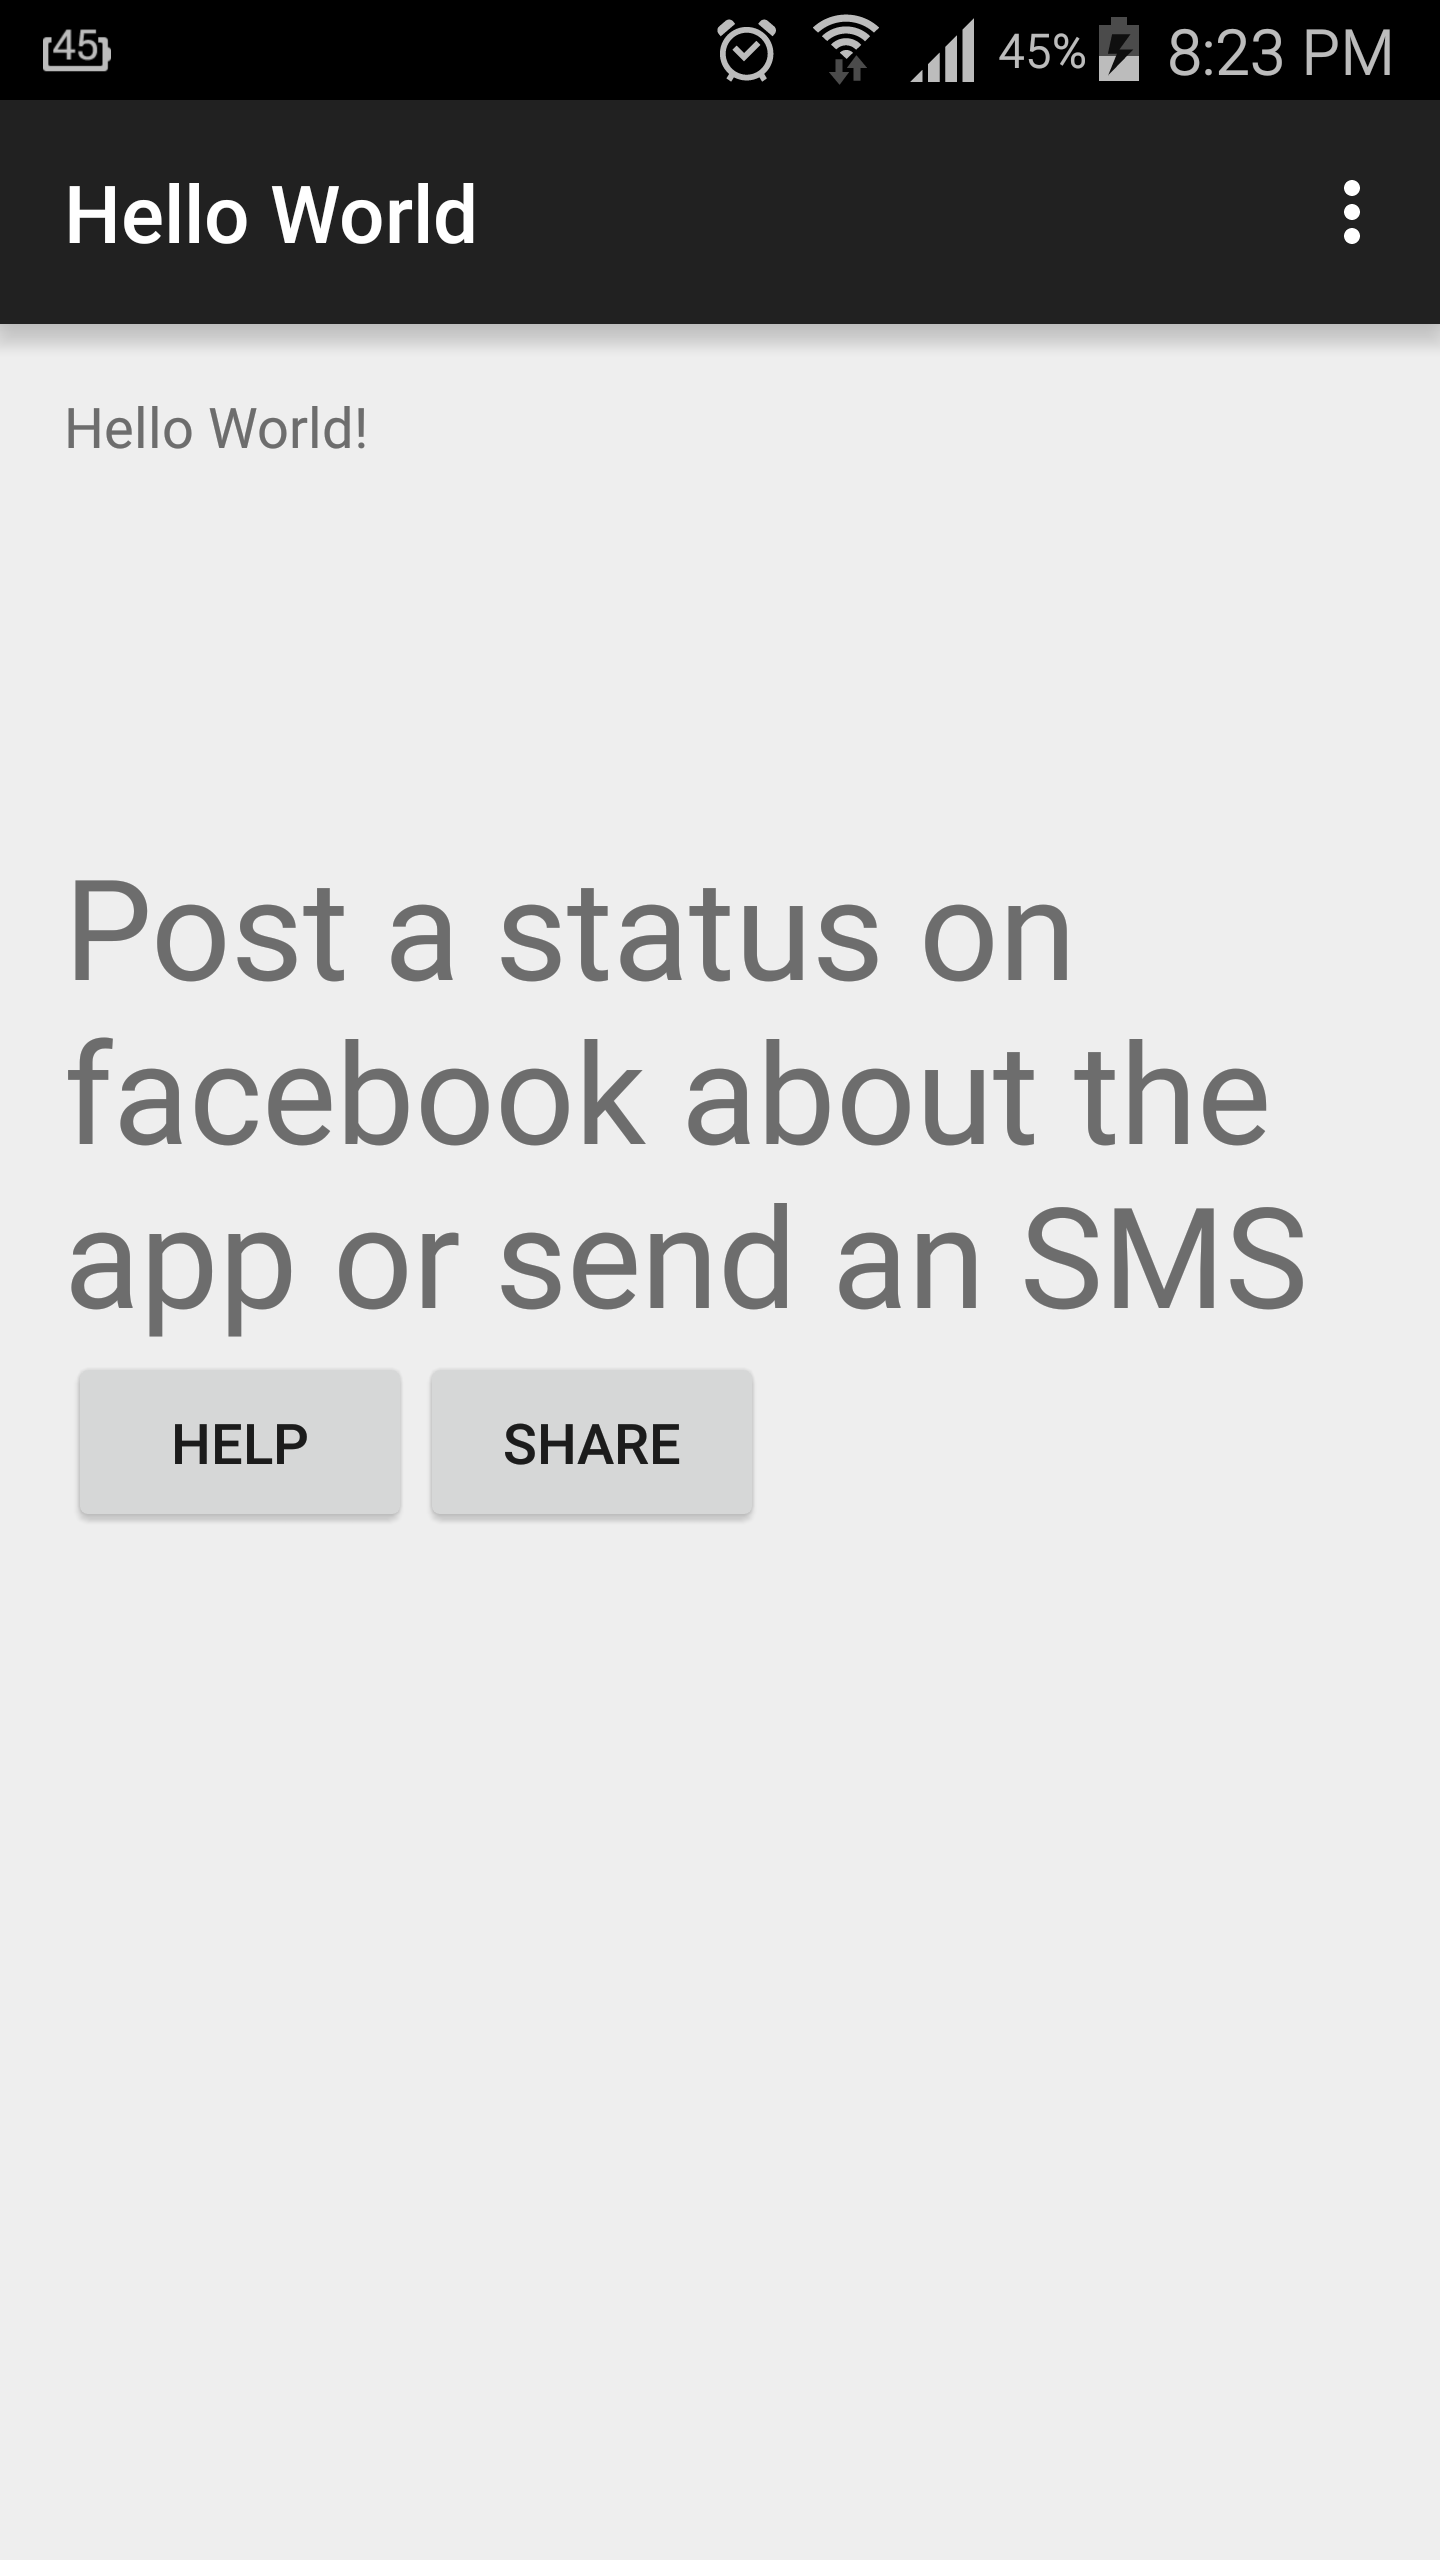 45 45% 8:23 PM
Hello World
Hello World!
Post a status on
facebook about the
app or send an SMS
HELP SHARE